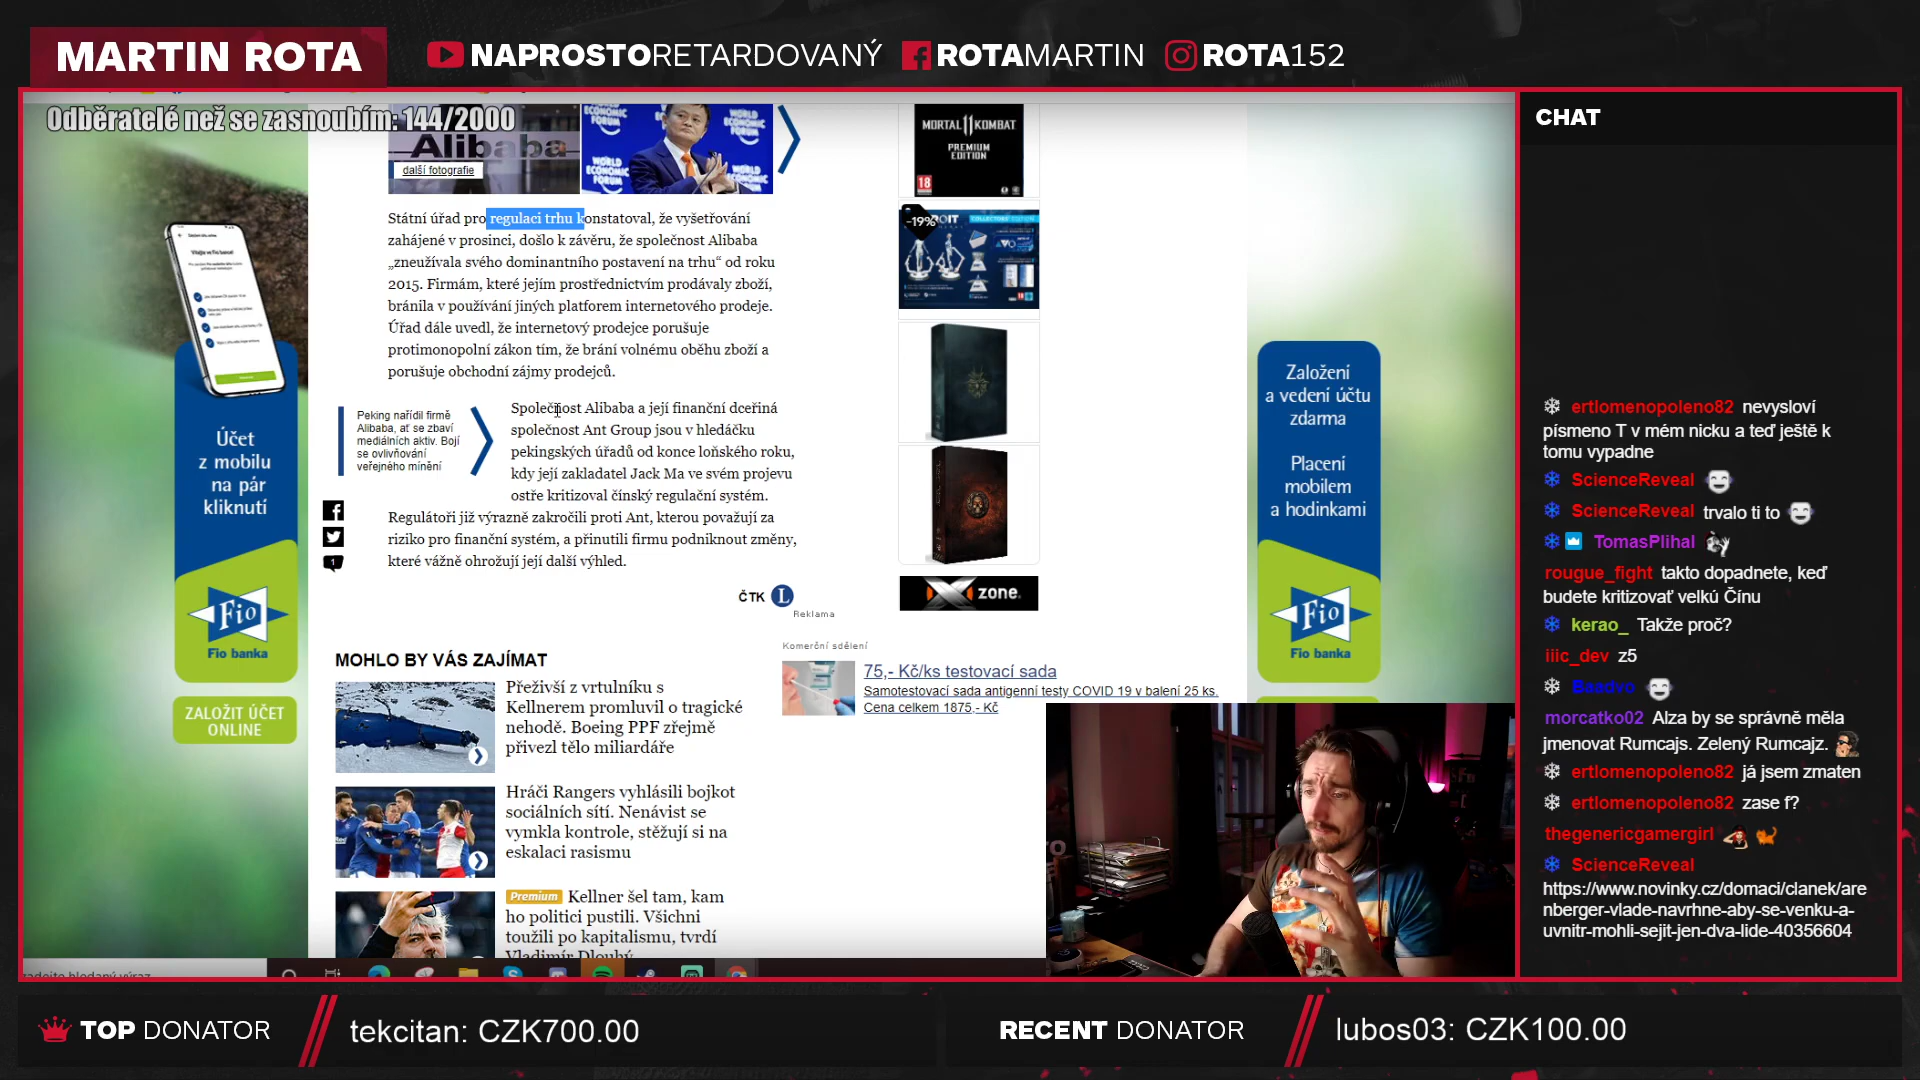 MARTIN ROTA
NAPROSTORETARDOVANÝ
ROTAMARTIN
ROTA152
Odběratelé než se zasnoubím: 144/2000
Alibaba
další fotografie
WORLD ECONOMIC FORUM
Státní úřad pro regulaci trhu konstatoval, že vyšetřování
zahájené v prosinci, došlo k závěru, že společnost Alibaba
„zneužívala svého dominantního postavení na trhu“ od roku
2015. Firmám, které jejím prostřednictvím prodávaly zboží,
bránila v používání jiných platforem internetového prodeje.
Úřad dále uvedl, že internetový prodejce porušuje
protimonopolní zákon tím, že brání volnému oběhu zboží a
porušuje obchodní zájmy prodejců.
Peking nařídil firmě
Alibaba, ať se zbaví
mediálních aktiv. Bojí
se ovlivňování
veřejného mínění
Společnost Alibaba a její finanční dceřiná
společnost Ant Group jsou v hledáčku
pekingských úřadů od konce loňského roku,
kdy její zakladatel Jack Ma ve svém projevu
ostře kritizoval čínský regulační systém.
Regulátoři již výrazně zakročili proti Ant, kterou považují za
riziko pro finanční systém, a přinutili firmu podniknout změny,
které vážně ohrožují její další výhled.
1
ČTK L
Reklama
MOHLO BY VÁS ZAJÍMAT
Přeživší z vrtulníku s
Kellnerem promluvil o tragické
nehodě. Boeing PPF zřejmě
přivezl tělo miliardáře
Hráči Rangers vyhlásili bojkot
sociálních sítí. Nenávist se
vymkla kontrole, stěžují si na
eskalaci rasismu
Premium Kellner šel tam, kam
ho politici pustili. Všichni
toužili po kapitalismu, tvrdí
Vladimír Dlouhý
Komerční sdělení
75,- Kč/ks testovací sada
Samotestovací sada antigenní testy COVID 19 v balení 25 ks.
Cena celkem 1875,- Kč
MORTAL KOMBAT 11
PREMIUM
EDITION
18
-19%
X zone.
Účet
z mobilu
na pár
kliknutí
Fio
Fio banka
ZALOŽIT ÚČET
ONLINE
Založení
a vedení účtu
zdarma
Placení
mobilem
a hodinkami
Fio
Fio banka
zadejte hledaný výraz
CHAT
ertlomenopoleno82 nevysloví
písmeno T v mém nicku a teď ještě k
tomu vypadne
ScienceReveal
ScienceReveal trvalo ti to
TomasPlihal
rougue_fight takto dopadnete, keď
budete kritizovať velkú Čínu
kerao_ Takže proč?
iiic_dev z5
Baadvo
morcatko02 Alza by se správně měla
jmenovat Rumcajs. Zelený Rumcajz.
ertlomenopoleno82 já jsem zmaten
ertlomenopoleno82 zase f?
thegenericgamergirl
ScienceReveal
https://www.novinky.cz/domaci/clanek/are
nberger-vlade-navrhne-aby-se-venku-a-
uvnitr-mohli-sejit-jen-dva-lide-40356604
TOP DONATOR
tekcitan: CZK700.00
RECENT DONATOR
lubos03: CZK100.00